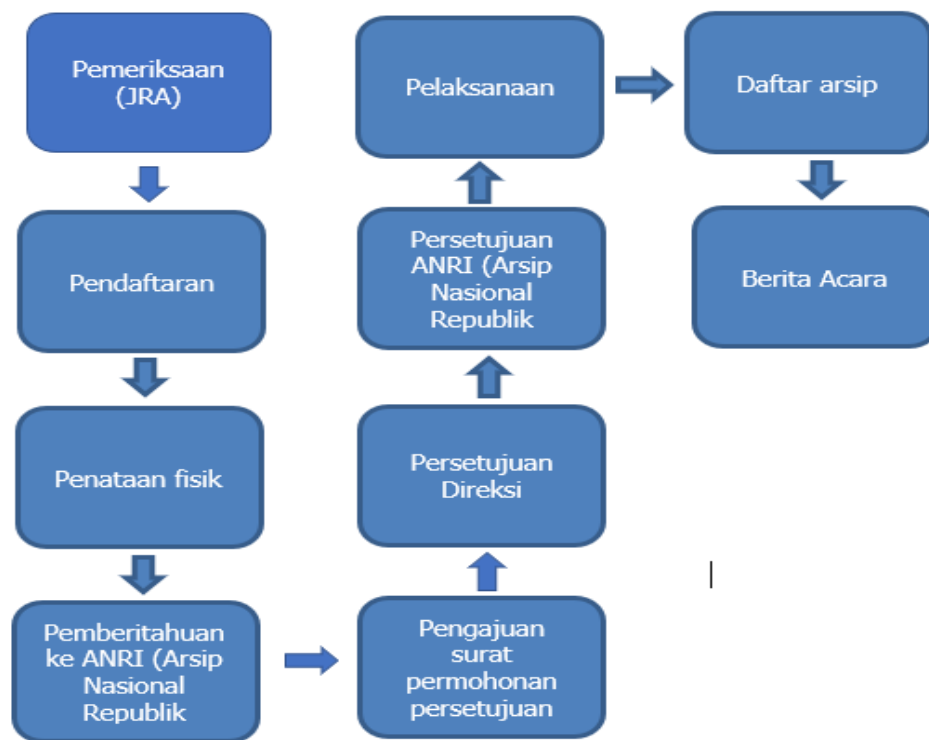 Pemeriksaan
(JRA)
Pendaftaran
Penataan fisik
Pemberitahuan
ke ANRI (Arsip
Nasional
Republik
Pengajuan
surat
permohonan
persetujuan
Persetujuan
Direksi
Persetujuan
ANRI (Arsip
Nasional
Republik
Pelaksanaan
Daftar arsip
Berita Acara